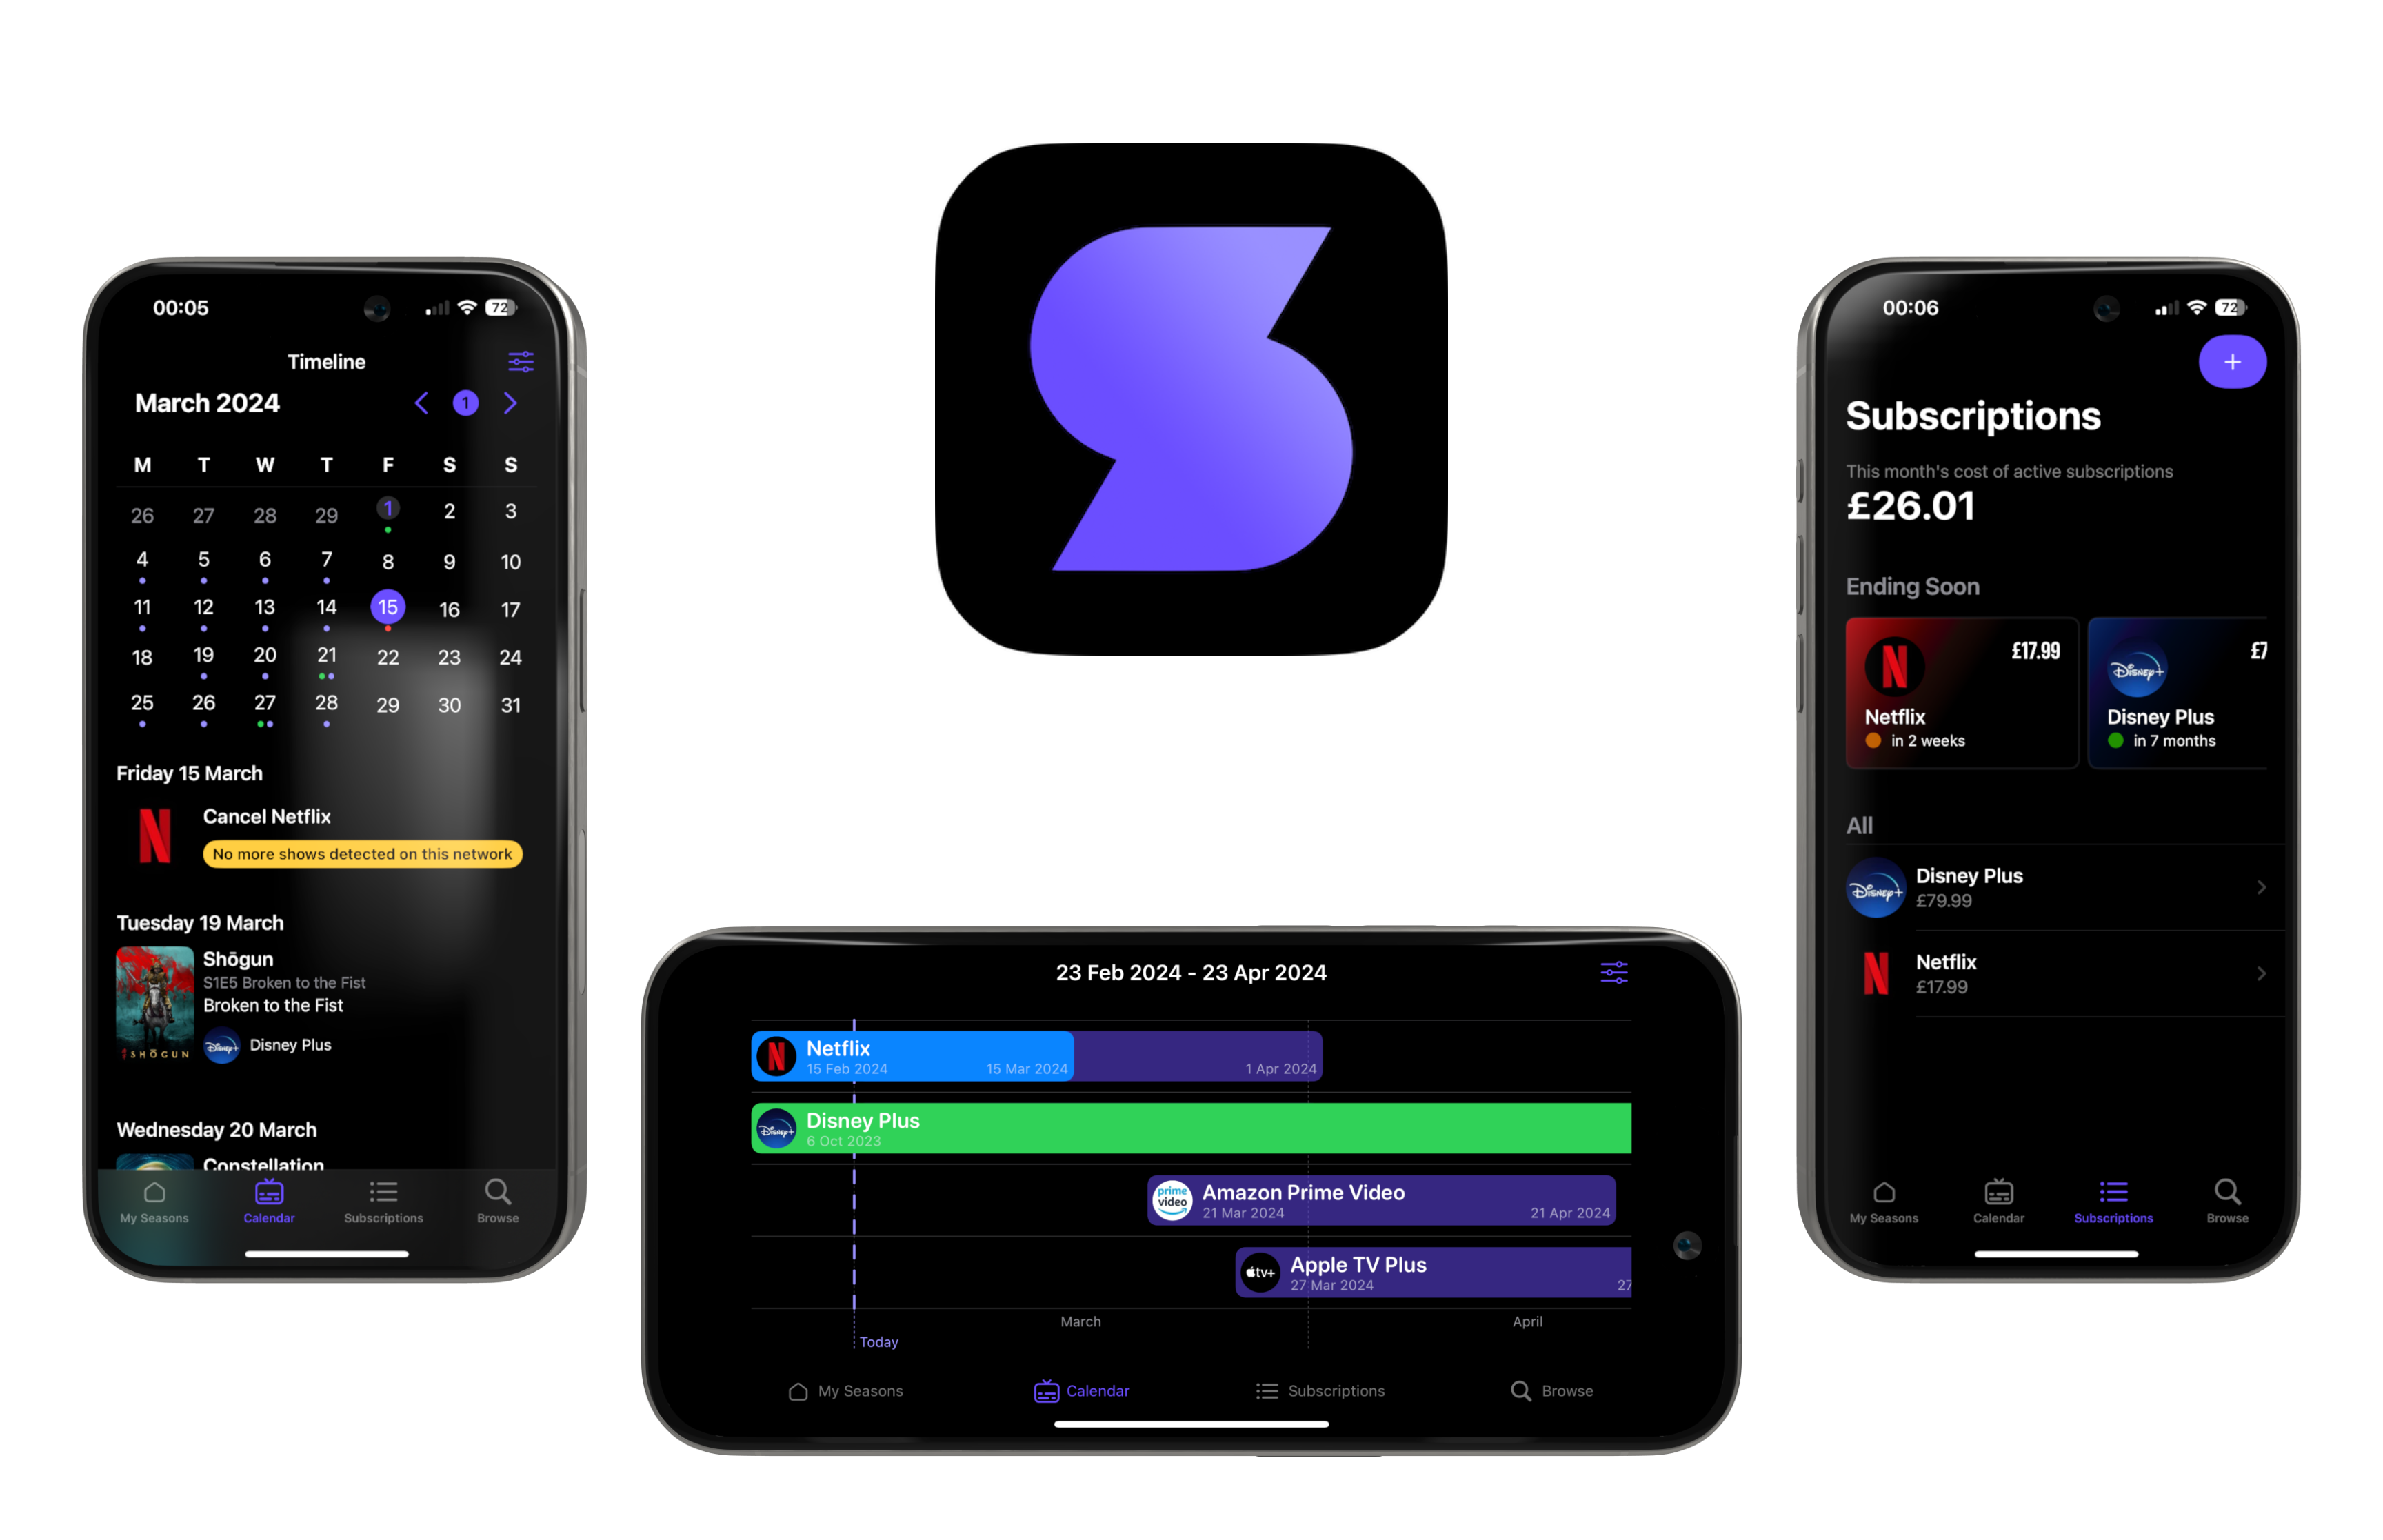 00:05
72
Timeline
March 2024
1
M T W T F S S
26 27 28 29 1 2 3
4 5 6 7 8 9 10
11 12 13 14 15 16 17
18 19 20 21 22 23 24
25 26 27 28 29 30 31
Friday 15 March
N
Cancel Netflix
No more shows detected on this network
Tuesday 19 March
Shōgun
S1E5 Broken to the Fist
Broken to the Fist
SHŌGUN
Disney+
Disney Plus
Wednesday 20 March
Constellation
My Seasons
Calendar
Subscriptions
Browse
S
23 Feb 2024 - 23 Apr 2024
N
Netflix
15 Feb 2024
15 Mar 2024
1 Apr 2024
Disney+
Disney Plus
6 Oct 2023
prime
video
Amazon Prime Video
21 Mar 2024
21 Apr 2024
tv+
Apple TV Plus
27 Mar 2024
27
March
April
Today
My Seasons
Calendar
Subscriptions
Browse
00:06
72
+
Subscriptions
This month's cost of active subscriptions
£26.01
Ending Soon
N
£17.99
Netflix
in 2 weeks
Disney+
£7
Disney Plus
in 7 months
All
Disney+
Disney Plus
£79.99
N
Netflix
£17.99
My Seasons
Calendar
Subscriptions
Browse